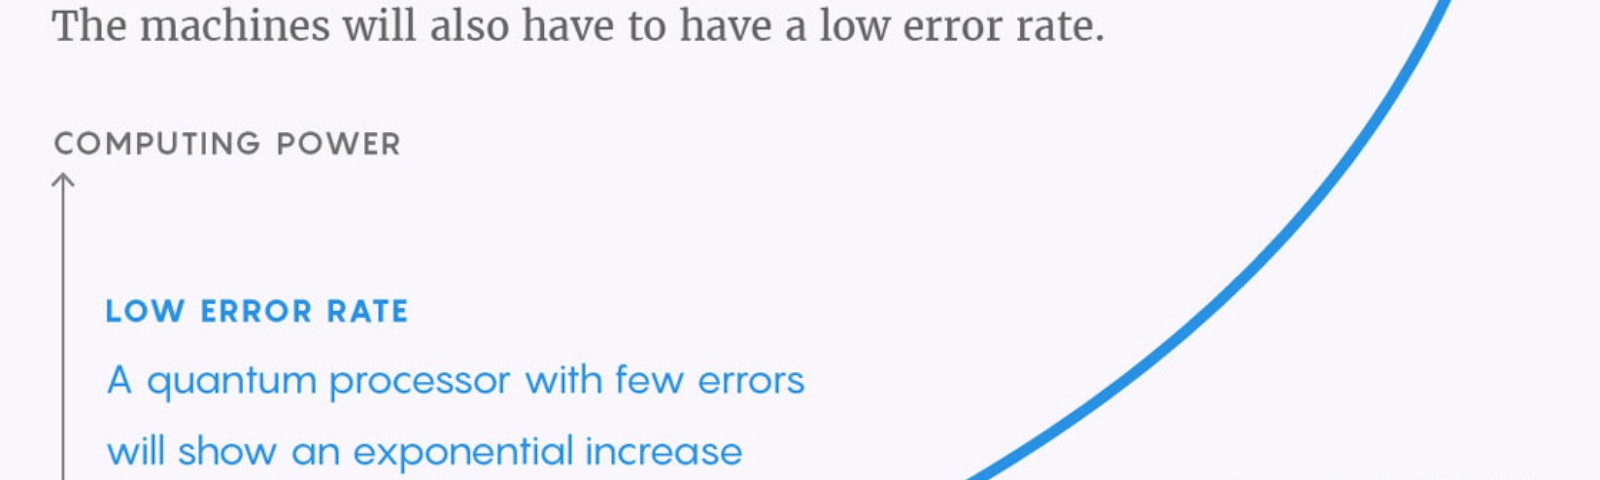 The machines will also have to have a low error rate.
COMPUTING POWER
LOW ERROR RATE
A quantum processor with few errors
will show an exponential increase